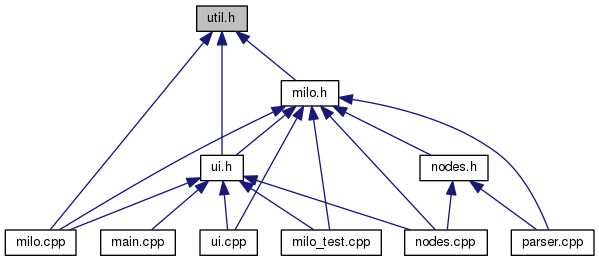 util.h
milo.h
ui.h
nodes.h
milo.cpp
main.cpp
ui.cpp
milo_test.cpp
nodes.cpp
parser.cpp